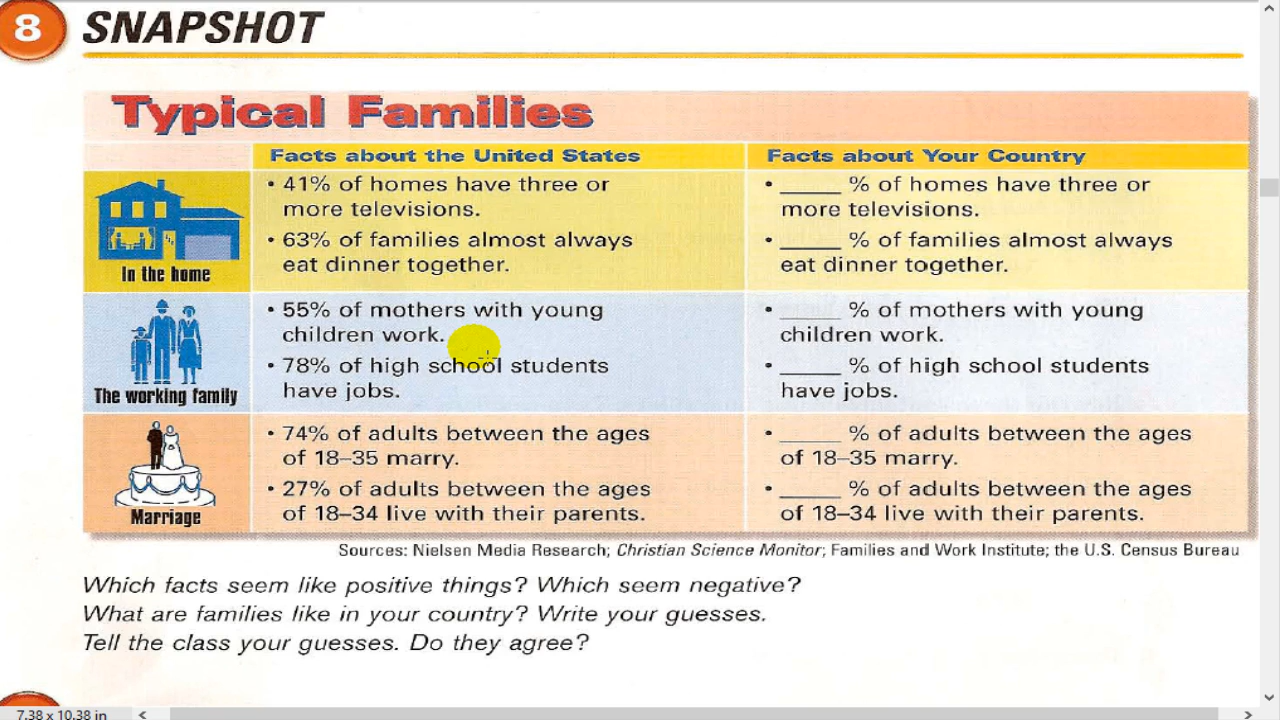 8 SNAPSHOT
Typical Families
Facts about the United States
Facts about Your Country
In the home
• 41% of homes have three or
more televisions.
• 63% of families almost always
eat dinner together.
• _____ % of homes have three or
more televisions.
• _____ % of families almost always
eat dinner together.
The working family
• 55% of mothers with young
children work.
• 78% of high school students
have jobs.
• _____ % of mothers with young
children work.
• _____ % of high school students
have jobs.
Marriage
• 74% of adults between the ages
of 18–35 marry.
• 27% of adults between the ages
of 18–34 live with their parents.
• _____ % of adults between the ages
of 18–35 marry.
• _____ % of adults between the ages
of 18–34 live with their parents.
Sources: Nielsen Media Research; Christian Science Monitor; Families and Work Institute; the U.S. Census Bureau
Which facts seem like positive things? Which seem negative?
What are families like in your country? Write your guesses.
Tell the class your guesses. Do they agree?
7.38 x 10.38 in